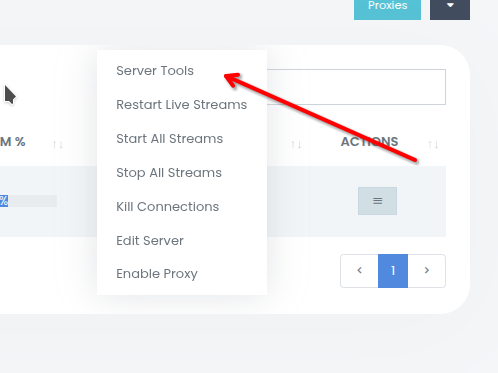 Proxies
Server Tools
Restart Live Streams
M % ACTIONS
Start All Streams
Stop All Streams
%
Kill Connections
Edit Server
Enable Proxy
1